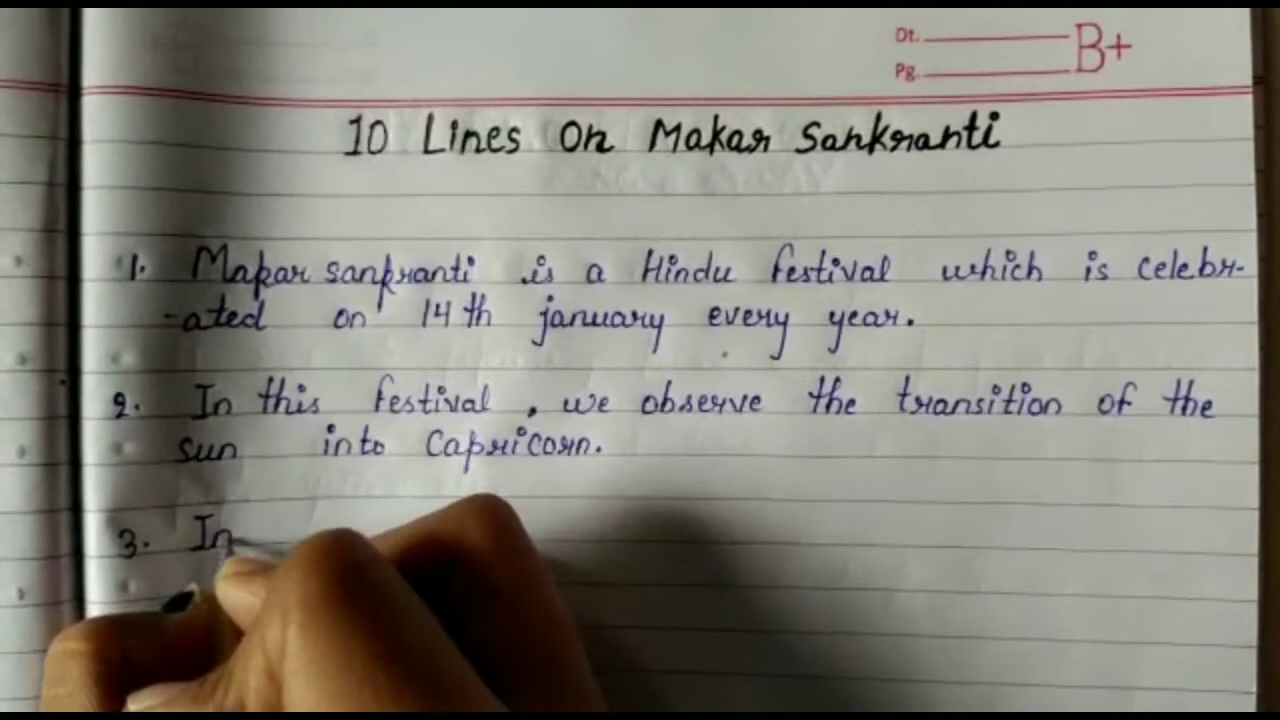 Dt.
Pg.
B+
10 Lines On Makar Sankranti
1. Makar sankranti is a Hindu festival which is celebr-
-ated on 14th january every year.
2. In this festival, we observe the transition of the
sun into Capricorn.
3. In